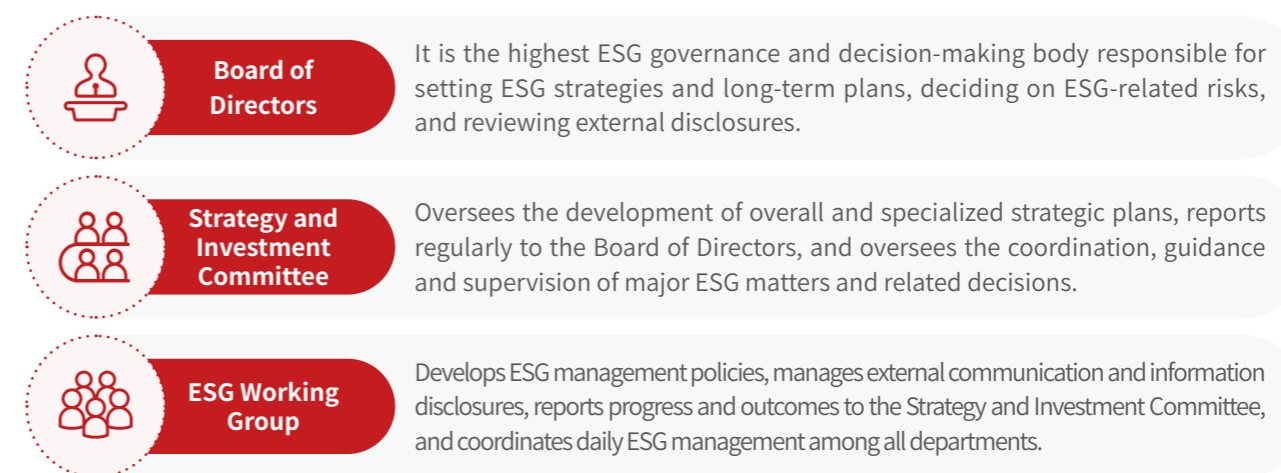 Board of
Directors
It is the highest ESG governance and decision-making body responsible for
setting ESG strategies and long-term plans, deciding on ESG-related risks,
and reviewing external disclosures.
Strategy and
Investment
Committee
Oversees the development of overall and specialized strategic plans, reports
regularly to the Board of Directors, and oversees the coordination, guidance
and supervision of major ESG matters and related decisions.
ESG Working
Group
Develops ESG management policies, manages external communication and information
disclosures, reports progress and outcomes to the Strategy and Investment Committee,
and coordinates daily ESG management among all departments.